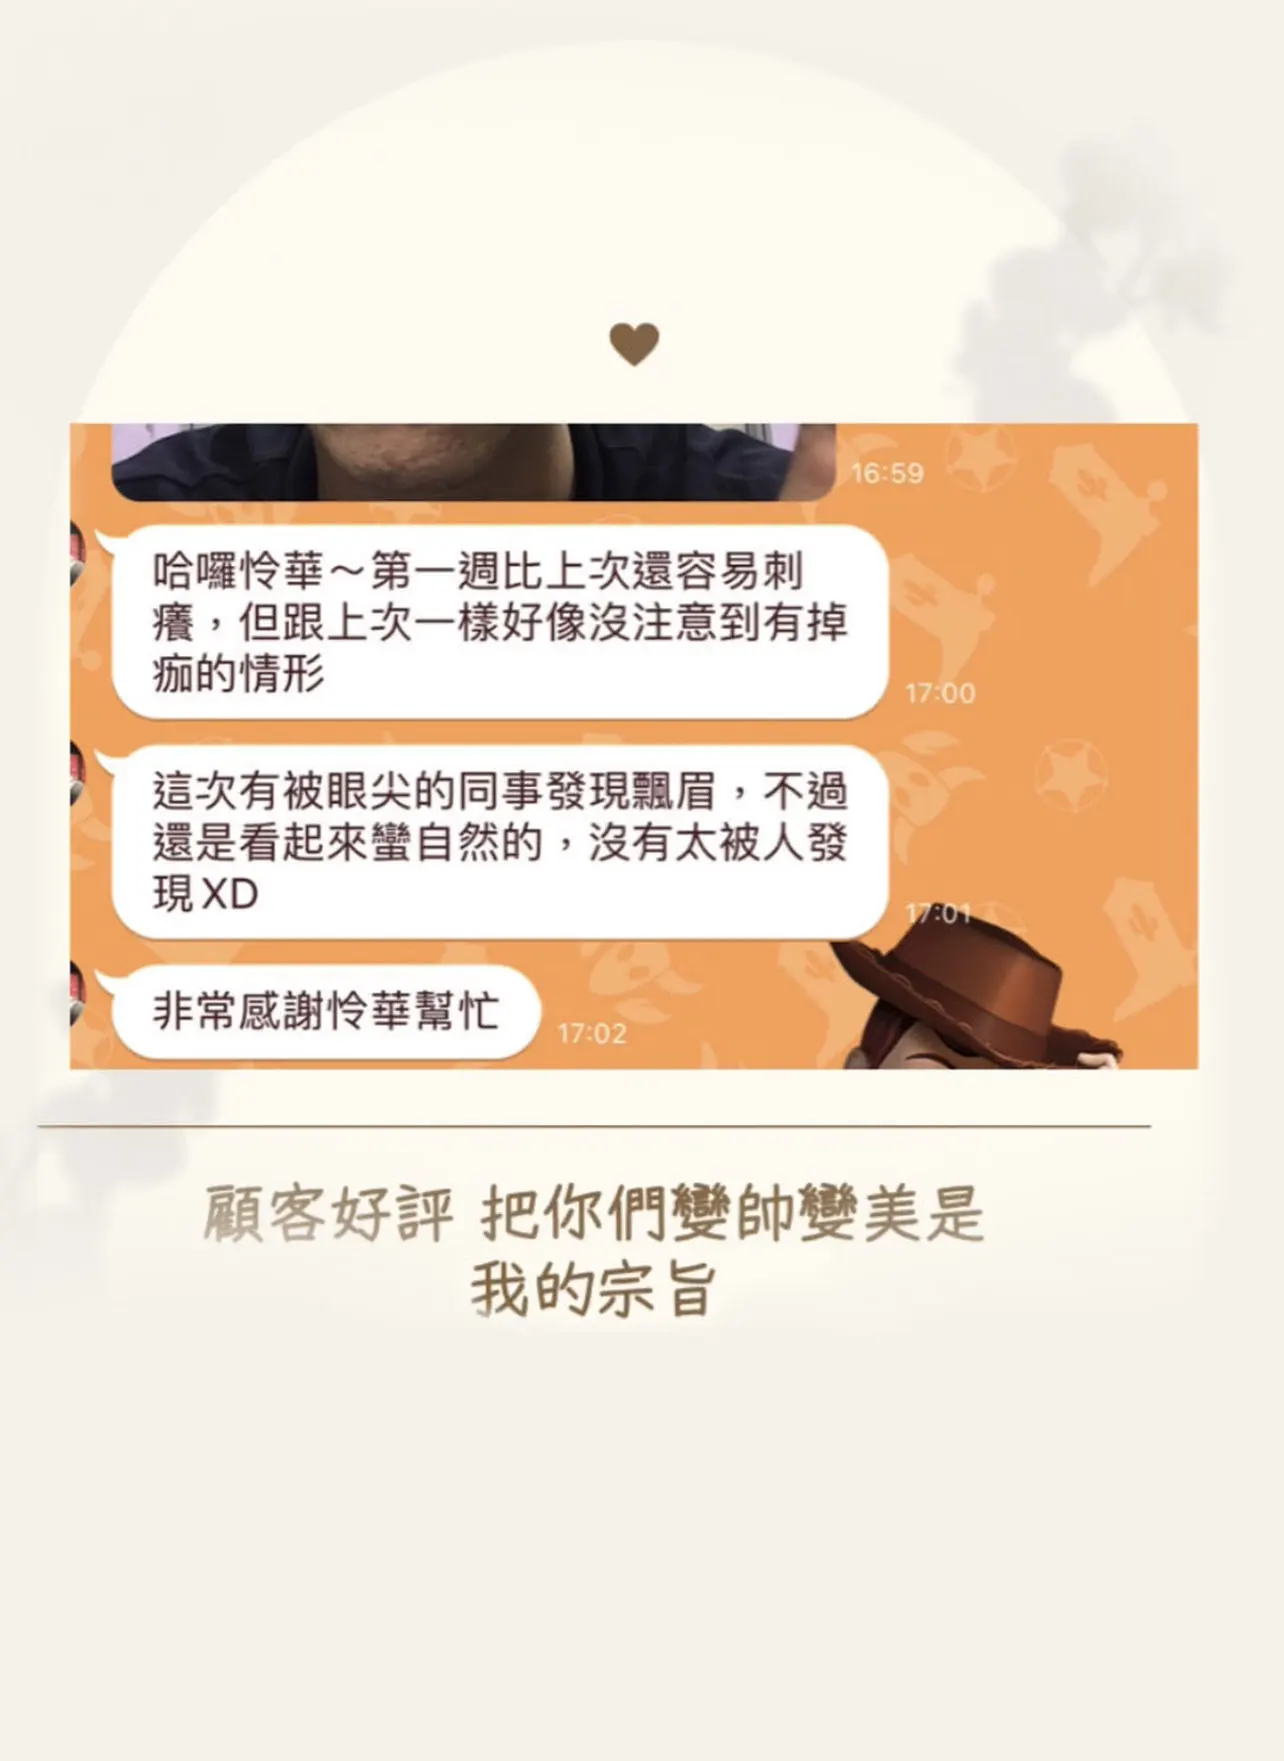 16:59
哈囉怜華～第一週比上次還容易刺
癢，但跟上次一樣好像沒注意到有掉
痂的情形
17:00
這次有被眼尖的同事發現飄眉，不過
還是看起來蠻自然的，沒有太被人發
現XD
17:01
非常感謝怜華幫忙
17:02
顧客好評 把你們變帥變美是
我的宗旨